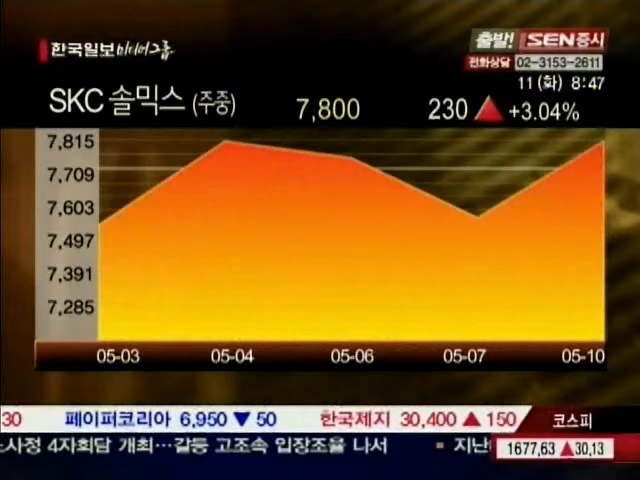 한국일보 미디어그룹
출발! SEN증시
전화상담 02-3153-2611
11 (화) 8:47
SKC 솔믹스 (주중) 7,800 230 ▲ +3.04%
7,815
7,709
7,603
7,497
7,391
7,285
05-03 05-04 05-06 05-07 05-10
30 페이퍼코리아 6,950 ▼ 50 한국제지 30,400 ▲ 150 코스피
사정 4자회담 개최…갈등 고조속 입장조율 나서 ▪ 지난
1677,63 ▲30,13